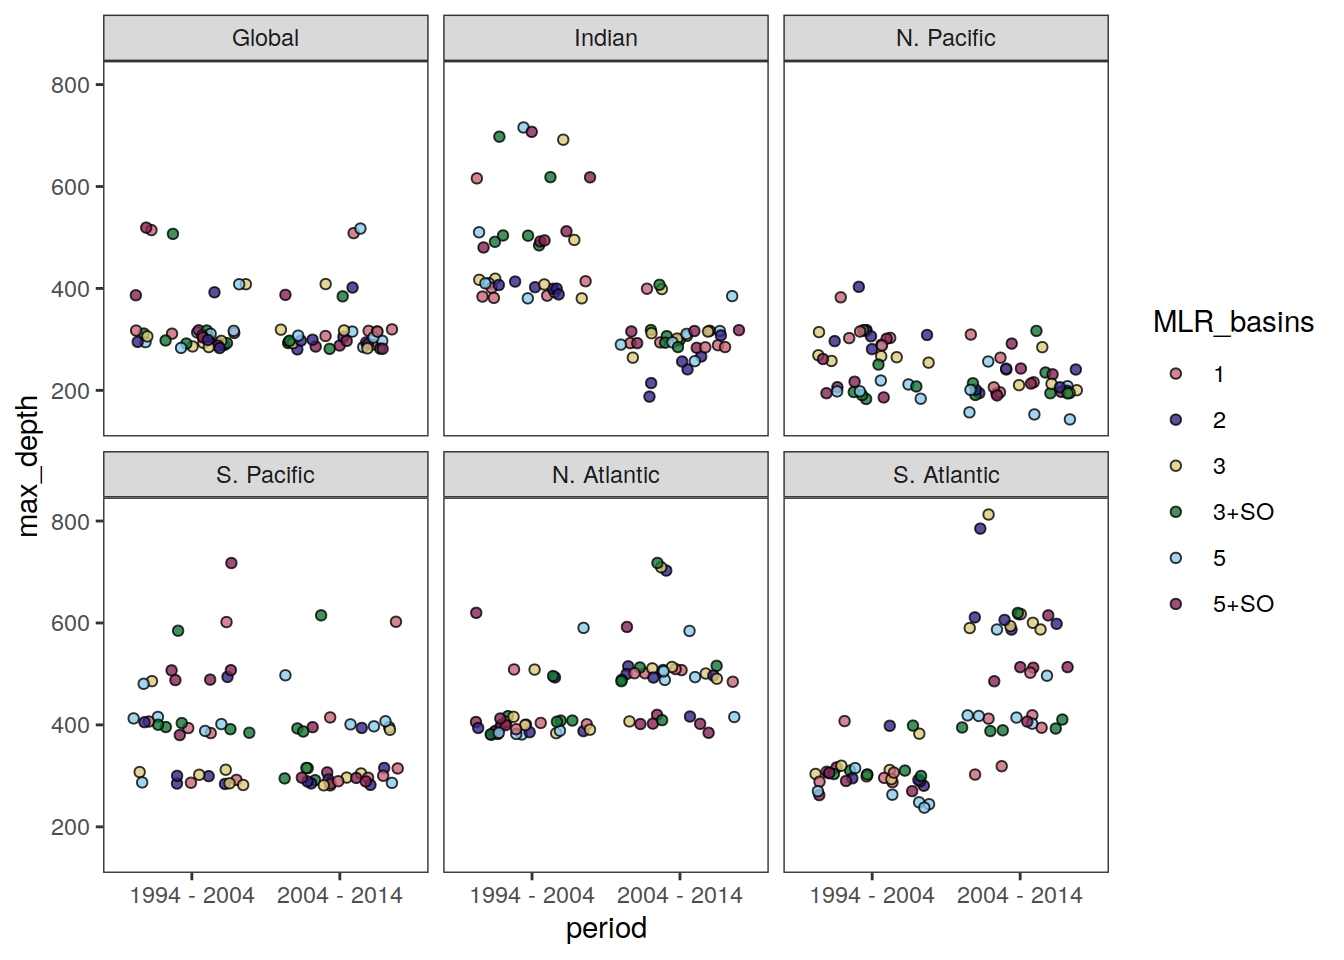 Global
Indian
N. Pacific
800
600
400
200
S. Pacific
N. Atlantic
S. Atlantic
800
600
400
200
max_depth
1994 - 2004
2004 - 2014
1994 - 2004
2004 - 2014
1994 - 2004
2004 - 2014
period
MLR_basins
1
2
3
3+SO
5
5+SO